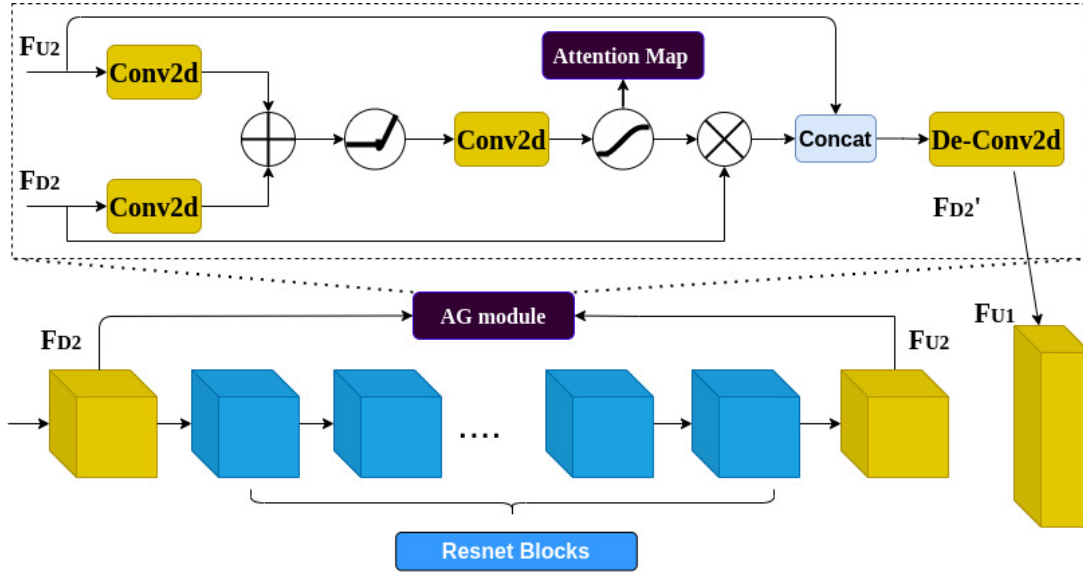 FU2
Conv2d
Attention Map
Conv2d
Concat
De-Conv2d
FD2
Conv2d
FD2'
AG module
FD2
FU2
FU1
....
Resnet Blocks